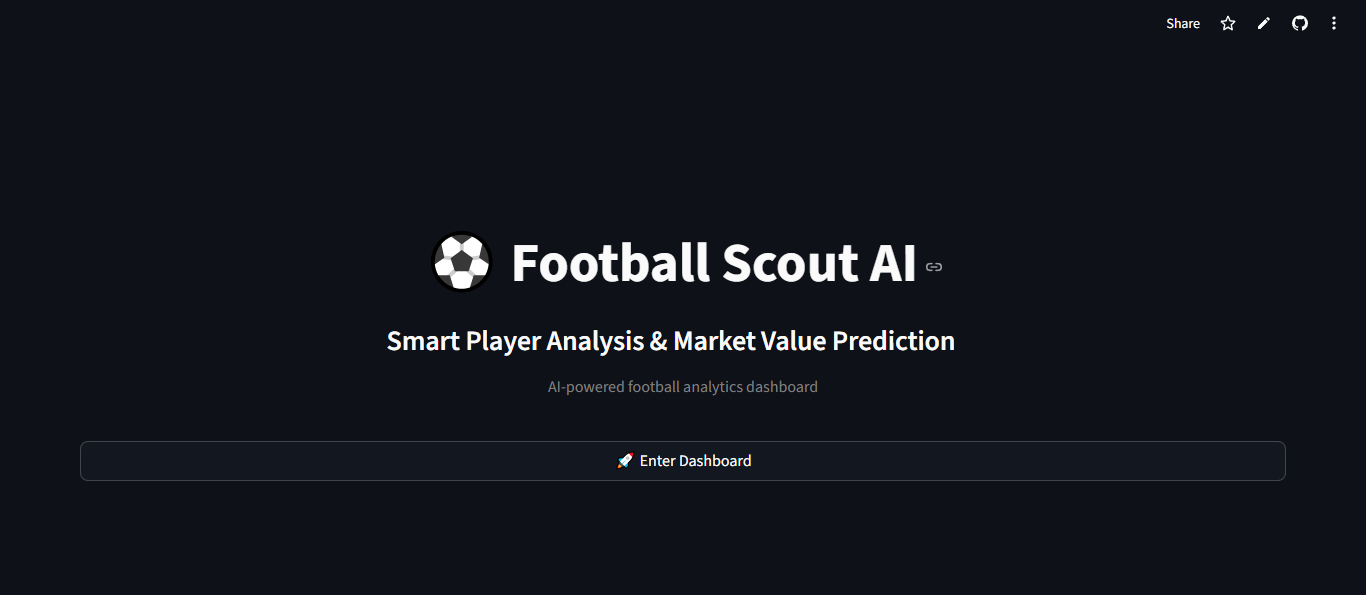 Share
Football Scout AI
Smart Player Analysis & Market Value Prediction
AI-powered football analytics dashboard
Enter Dashboard